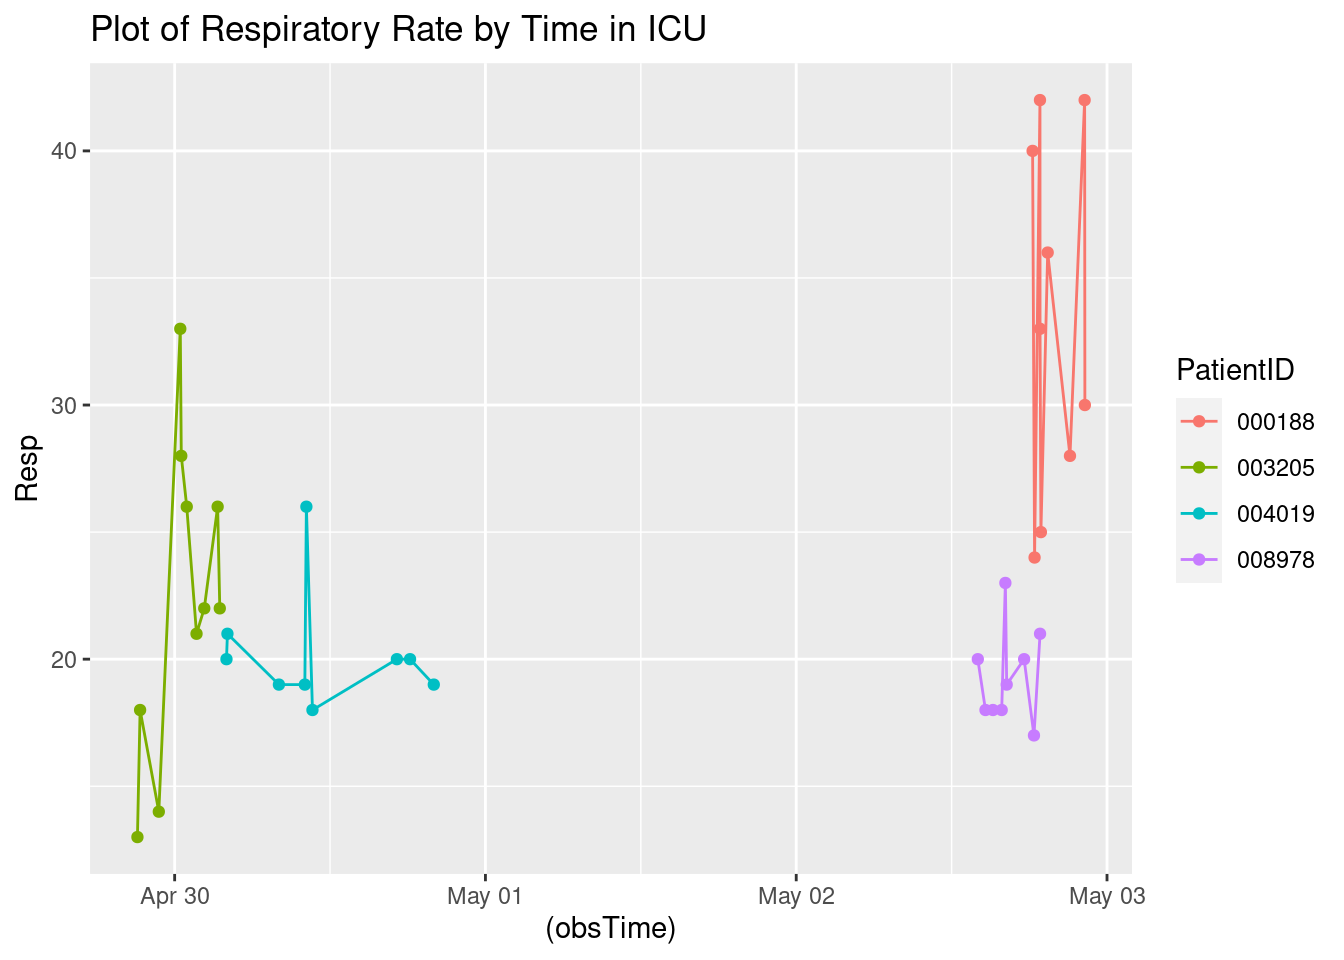 Plot of Respiratory Rate by Time in ICU
40
30
20
Resp
Apr 30
May 01
May 02
May 03
(obsTime)
PatientID
000188
003205
004019
008978